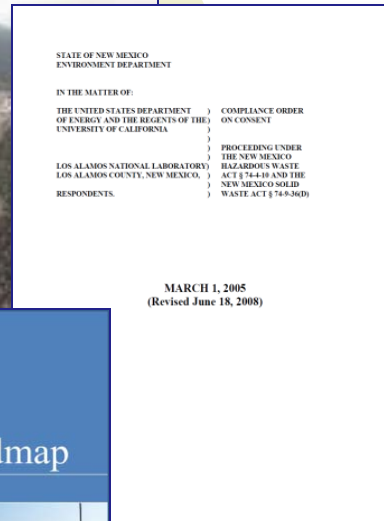 STATE OF NEW MEXICO
ENVIRONMENT DEPARTMENT
IN THE MATTER OF:
THE UNITED STATES DEPARTMENT ) COMPLIANCE ORDER
OF ENERGY AND THE REGENTS OF THE ) ON CONSENT
UNIVERSITY OF CALIFORNIA )
)
) PROCEEDING UNDER
) THE NEW MEXICO
LOS ALAMOS NATIONAL LABORATORY ) HAZARDOUS WASTE
LOS ALAMOS COUNTY, NEW MEXICO, ) ACT § 74-4-10 AND THE
) NEW MEXICO SOLID
RESPONDENTS. ) WASTE ACT § 74-9-36(D)
MARCH 1, 2005
(Revised June 18, 2008)
dmap